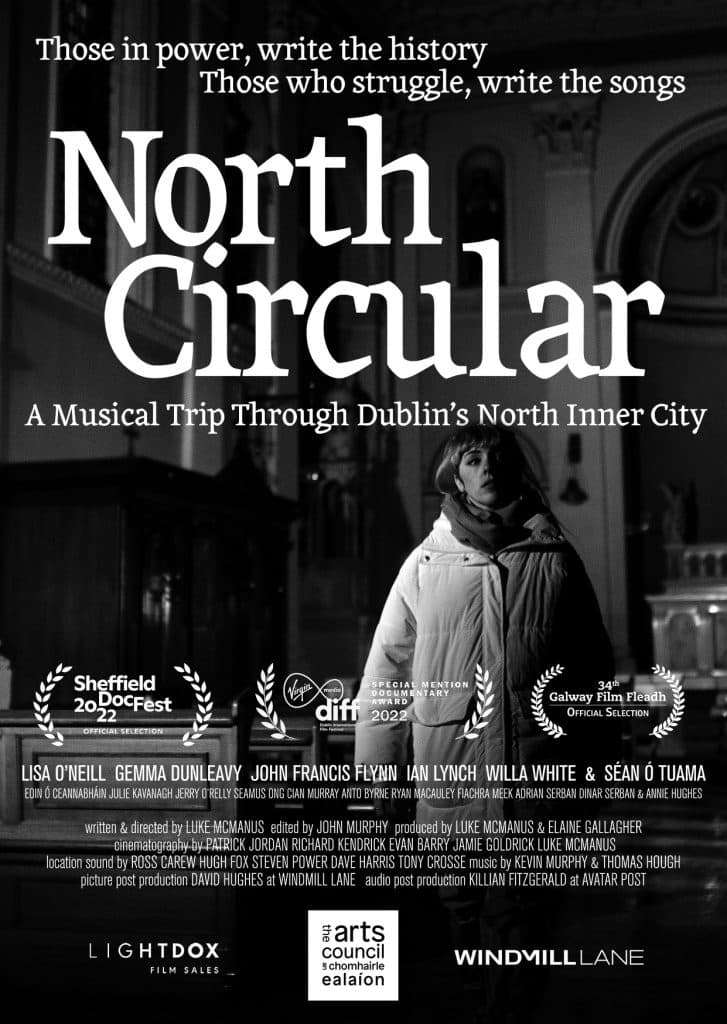 Those in power, write the history
Those who struggle, write the songs
North
Circular
A Musical Trip Through Dublin's North Inner City
Sheffield
20 DocFest
22
OFFICIAL SELECTION
Virgin media
diff
SPECIAL MENTION
DOCUMENTARY
AWARD
2022
34th
Galway Film Fleadh
OFFICIAL SELECTION
LISA O'NEILL GEMMA DUNLEAVY JOHN FRANCIS FLYNN IAN LYNCH WILLA WHITE & SÉAN Ó TUAMA
EOIN Ó CEANNABHÁIN JULIE KAVANAGH JERRY O'RELLY SEAMUS ONG CIAN MURRAY ANTO BYRNE RYAN MACAULEY FIACHRA MEEK ADRIAN SERBAN DINAR SERBAN & ANNIE HUGHES
written & directed by LUKE MCMANUS edited by JOHN MURPHY produced by LUKE MCMANUS & ELAINE GALLAGHER
cinematography by PATRICK JORDAN RICHARD KENDRICK EVAN BARRY JAMIE GOLDRICK LUKE MCMANUS
location sound by ROSS CAREW HUGH FOX STEVEN POWER DAVE HARRIS TONY CROSSE music by KEVIN MURPHY & THOMAS HOUGH
picture post production DAVID HUGHES at WINDMILL LANE audio post production KILLIAN FITZGERALD at AVATAR POST
LIGHTDOX
FILM SALES
the arts
council
an chomhairle
ealaíon
WINDMILL LANE